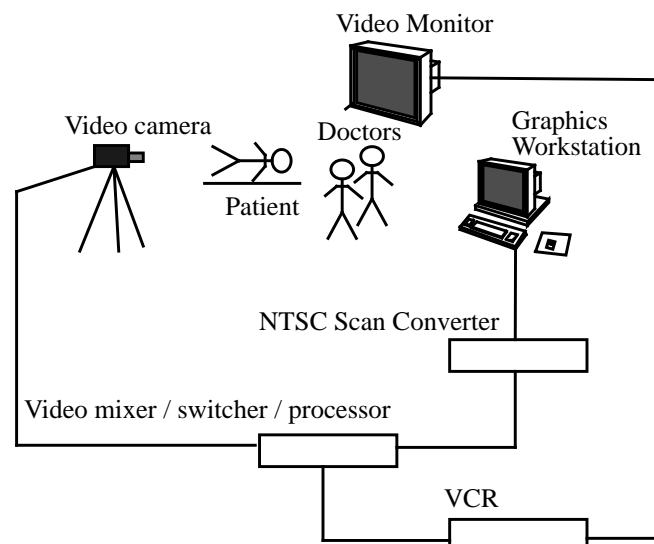 Video Monitor
Video camera
Doctors
Graphics
Workstation
Patient
NTSC Scan Converter
Video mixer / switcher / processor
VCR